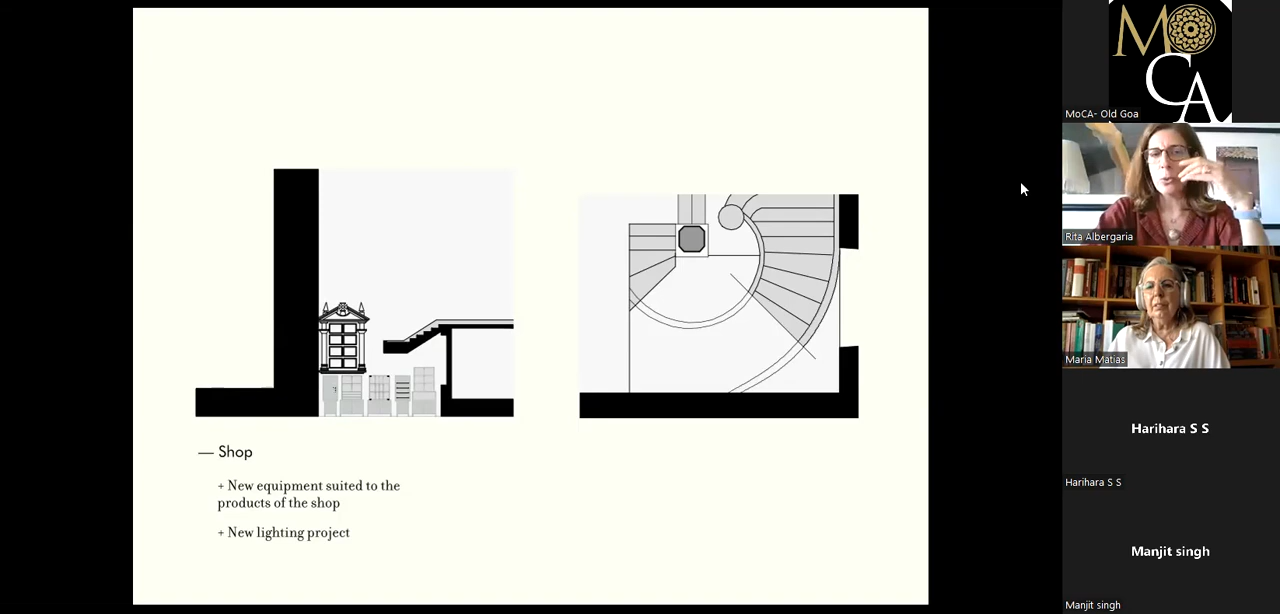 — Shop
+ New equipment suited to the
products of the shop
+ New lighting project
MOCA
MoCA- Old Goa
Rita Albergaria
Maria Matias
Harihara S S
Harihara S S
Manjit singh
Manjit singh